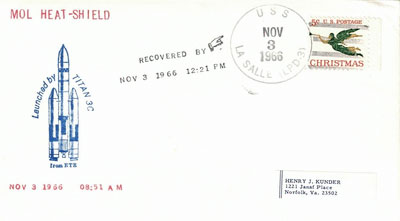 MOL HEAT-SHIELD
Launched by
TITAN 3C
from ETR
NOV 3 1966 08:51 AM
RECOVERED BY
NOV 3 1966 12:21 PM
USS
NOV
3
1966
LA SALLE (LPD-3)
5c U.S. POSTAGE
CHRISTMAS
HENRY J. KUNDER
1221 Janaf Place
Norfolk, Va. 23502